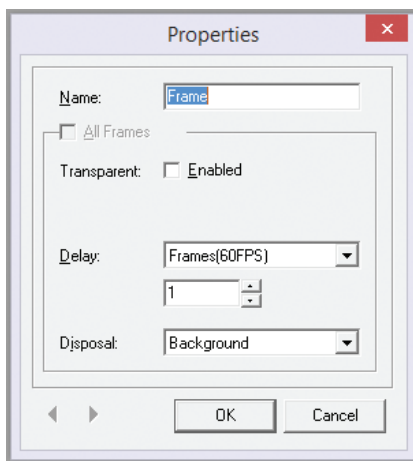 Properties
Name: Frame
All Frames
Transparent: Enabled
Delay: Frames(60FPS)
1
Disposal: Background
OK Cancel